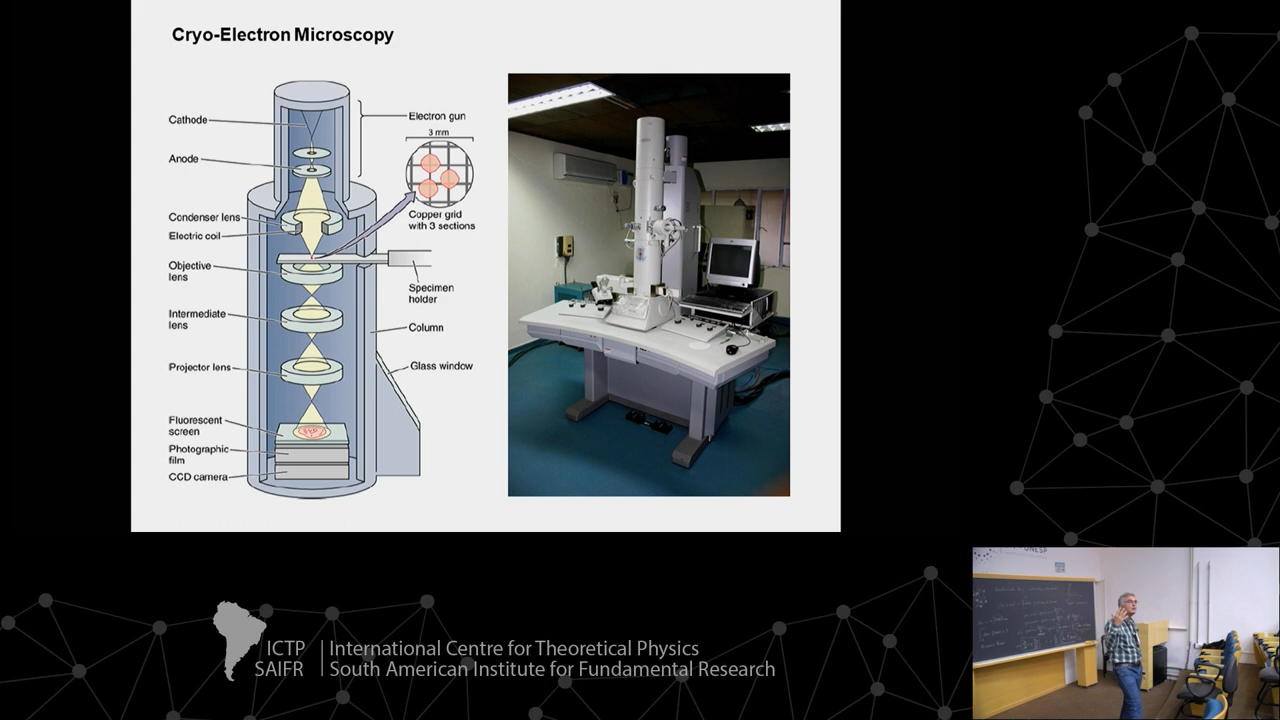 Cryo-Electron Microscopy
Cathode
Anode
Condenser lens
Electric coil
Objective
lens
Intermediate
lens
Projector lens
Fluorescent
screen
Photographic
film
CCD camera
Electron gun
3 mm
Copper grid
with 3 sections
Specimen
holder
Column
Glass window
ICTP
SAIFR
International Centre for Theoretical Physics
South American Institute for Fundamental Research
UNESP